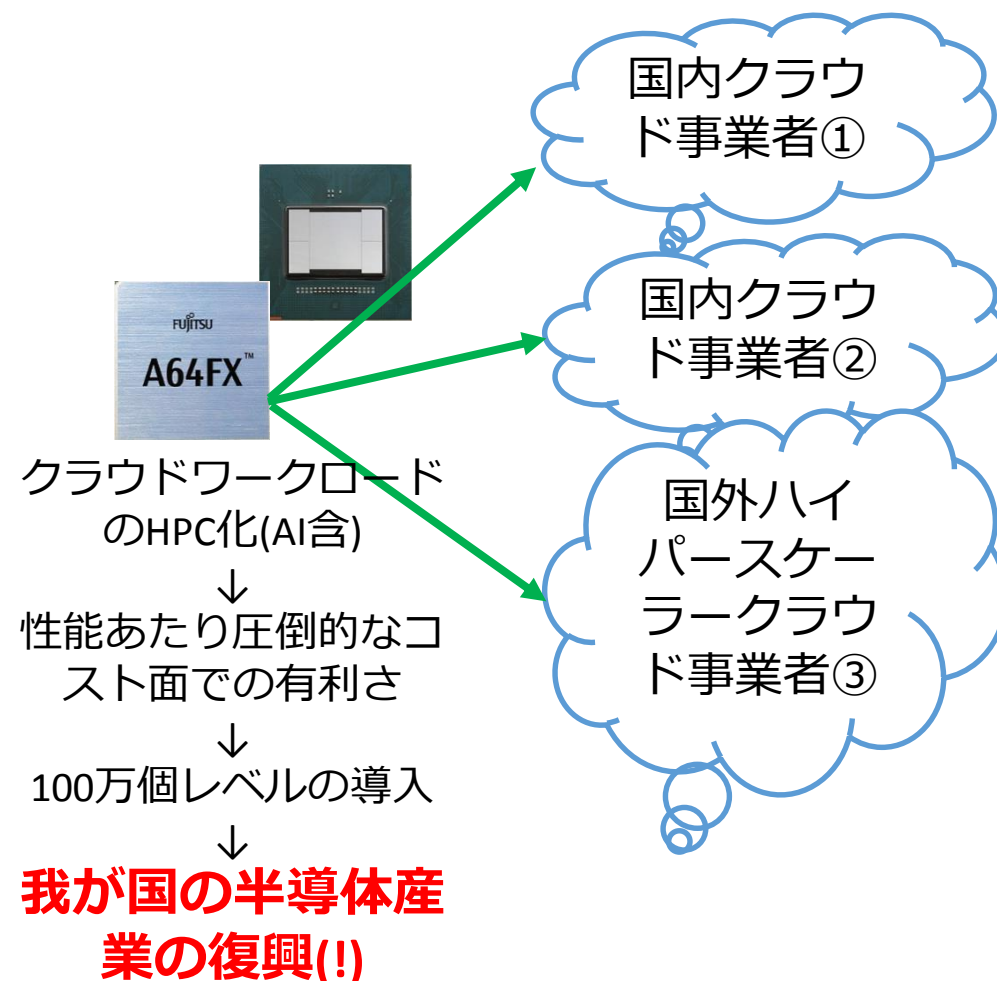 国内クラウ
ド事業者①
国内クラウ
ド事業者②
国外ハイ
パースケー
ラークラウ
ド事業者③
FUJITSU
A64FX™
クラウドワークロード
のHPC化(AI含)
↓
性能あたり圧倒的なコ
スト面での有利さ
↓
100万個レベルの導入
↓
我が国の半導体産
業の復興(!)